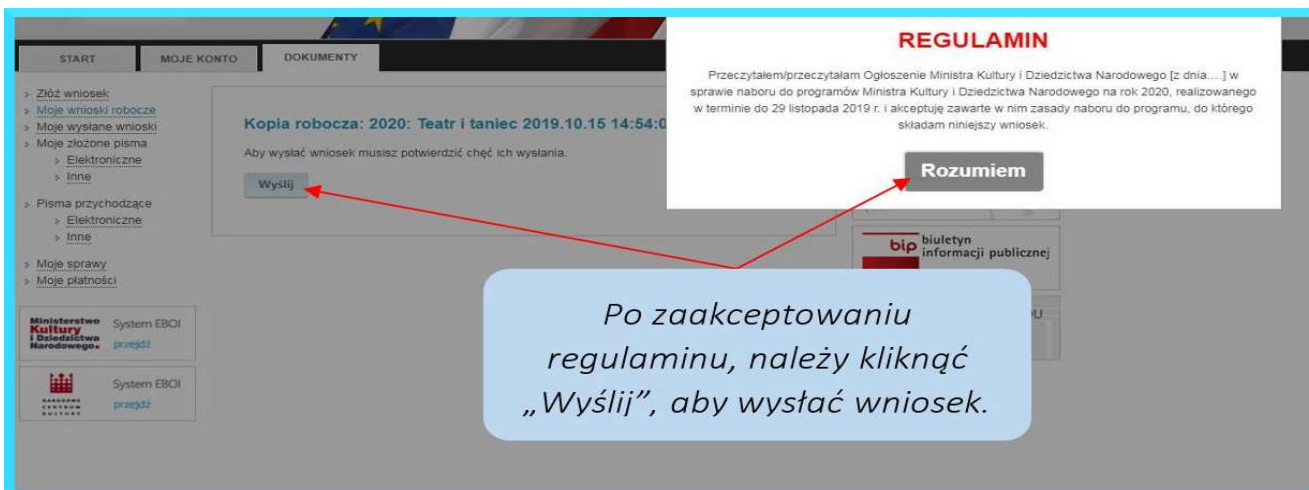 START
MOJE KONTO
DOKUMENTY
Złóż wniosek
Moje wnioski robocze
Moje wysłane wnioski
Moje złożone pisma
Elektroniczne
Inne
Pisma przychodzące
Elektroniczne
Inne
Moje sprawy
Moje płatności
Ministerstwo
Kultury
i Dziedzictwa
Narodowego.
System EBOI
przejdź
NARODOWE
CENTRUM
KULTURY
System EBOI
przejdź
Kopia robocza: 2020: Teatr i taniec 2019.10.15 14:54:0
Aby wysłać wniosek musisz potwierdzić chęć ich wysłania.
Wyślij
REGULAMIN
Przeczytałem/przeczytałam Ogłoszenie Ministra Kultury i Dziedzictwa Narodowego [z dnia....] w
sprawie naboru do programów Ministra Kultury i Dziedzictwa Narodowego na rok 2020, realizowanego
w terminie do 29 listopada 2019 r. i akceptuję zawarte w nim zasady naboru do programu, do którego
składam niniejszy wniosek.
Rozumiem
bip biuletyn
informacji publicznej
Po zaakceptowaniu
regulaminu, należy kliknąć
„Wyślij”, aby wysłać wniosek.